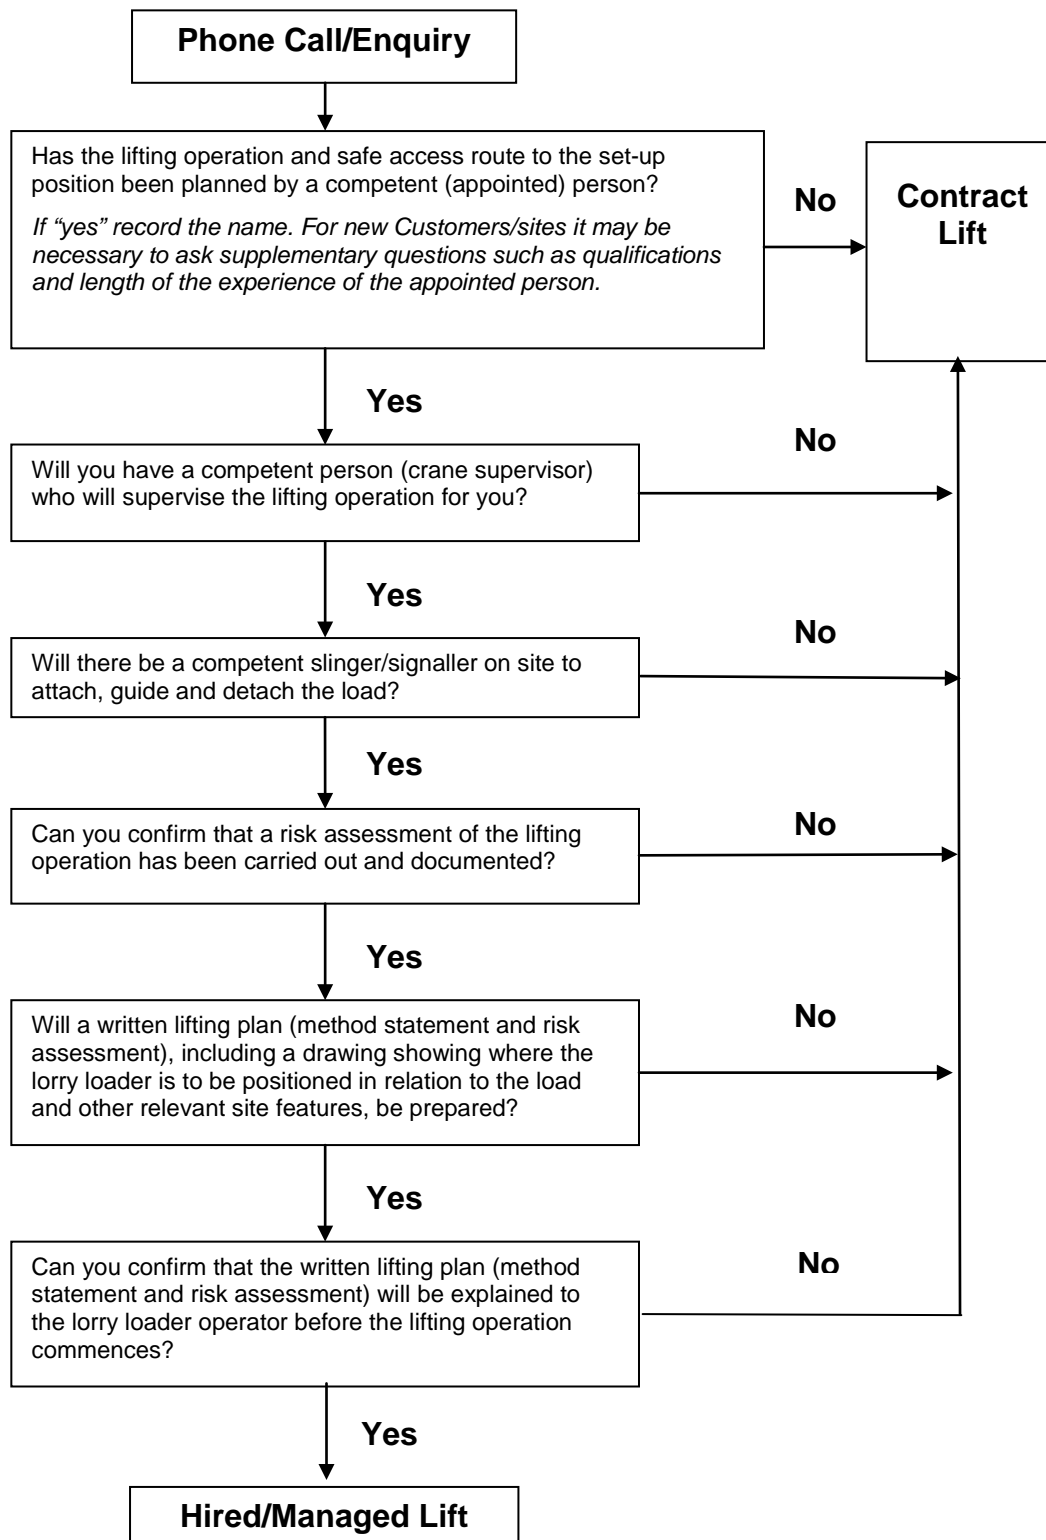 Phone Call/Enquiry
Has the lifting operation and safe access route to the set-up
position been planned by a competent (appointed) person?
If “yes” record the name. For new Customers/sites it may be
necessary to ask supplementary questions such as qualifications
and length of the experience of the appointed person.
No
Contract
Lift
Yes
Will you have a competent person (crane supervisor)
who will supervise the lifting operation for you?
No
Yes
Will there be a competent slinger/signaller on site to
attach, guide and detach the load?
No
Yes
Can you confirm that a risk assessment of the lifting
operation has been carried out and documented?
No
Yes
Will a written lifting plan (method statement and risk
assessment), including a drawing showing where the
lorry loader is to be positioned in relation to the load
and other relevant site features, be prepared?
No
Yes
Can you confirm that the written lifting plan (method
statement and risk assessment) will be explained to
the lorry loader operator before the lifting operation
commences?
No
Yes
Hired/Managed Lift